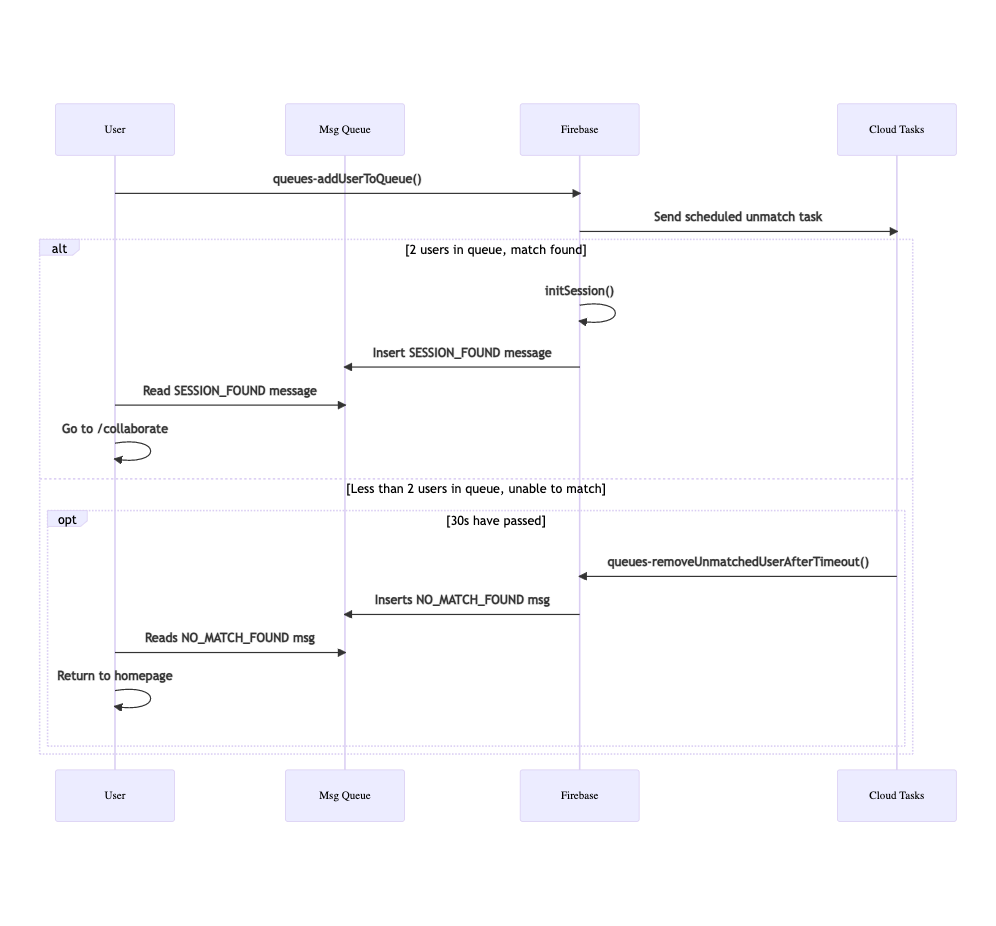 User
Msg Queue
Firebase
Cloud Tasks
queues-addUserToQueue()
Send scheduled unmatch task
alt
[2 users in queue, match found]
initSession()
Insert SESSION_FOUND message
Read SESSION_FOUND message
Go to /collaborate
[Less than 2 users in queue, unable to match]
opt
[30s have passed]
queues-removeUnmatchedUserAfterTimeout()
Inserts NO_MATCH_FOUND msg
Reads NO_MATCH_FOUND msg
Return to homepage
User
Msg Queue
Firebase
Cloud Tasks